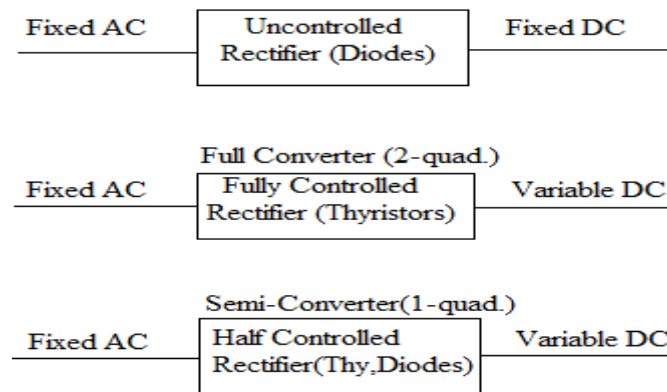 Fixed AC
Uncontrolled
Rectifier (Diodes)
Fixed DC
Full Converter (2-quad.)
Fixed AC
Fully Controlled
Rectifier (Thyristors)
Variable DC
Semi-Converter(1-quad.)
Fixed AC
Half Controlled
Rectifier(Thy,Diodes)
Variable DC